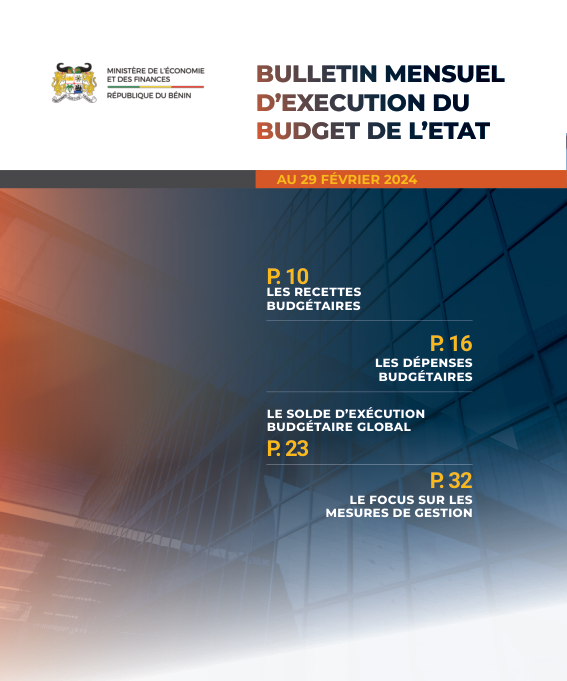 MINISTÈRE DE L'ÉCONOMIE
ET DES FINANCES
RÉPUBLIQUE DU BÉNIN
BULLETIN MENSUEL
D’EXECUTION DU
BUDGET DE L’ETAT
AU 29 FÉVRIER 2024
P. 10
LES RECETTES
BUDGÉTAIRES
P. 16
LES DÉPENSES
BUDGÉTAIRES
LE SOLDE D’EXÉCUTION
BUDGÉTAIRE GLOBAL
P. 23
P. 32
LE FOCUS SUR LES
MESURES DE GESTION